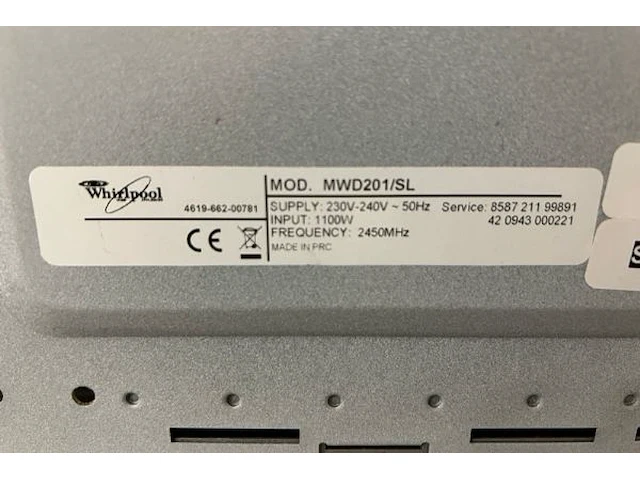 Whirlpool
4619-662-00781
CE
MOD. MWD201/SL
SUPPLY: 230V-240V ~ 50Hz Service: 8587 211 99891
INPUT: 1100W 42 0943 000221
FREQUENCY: 2450MHz
MADE IN PRC